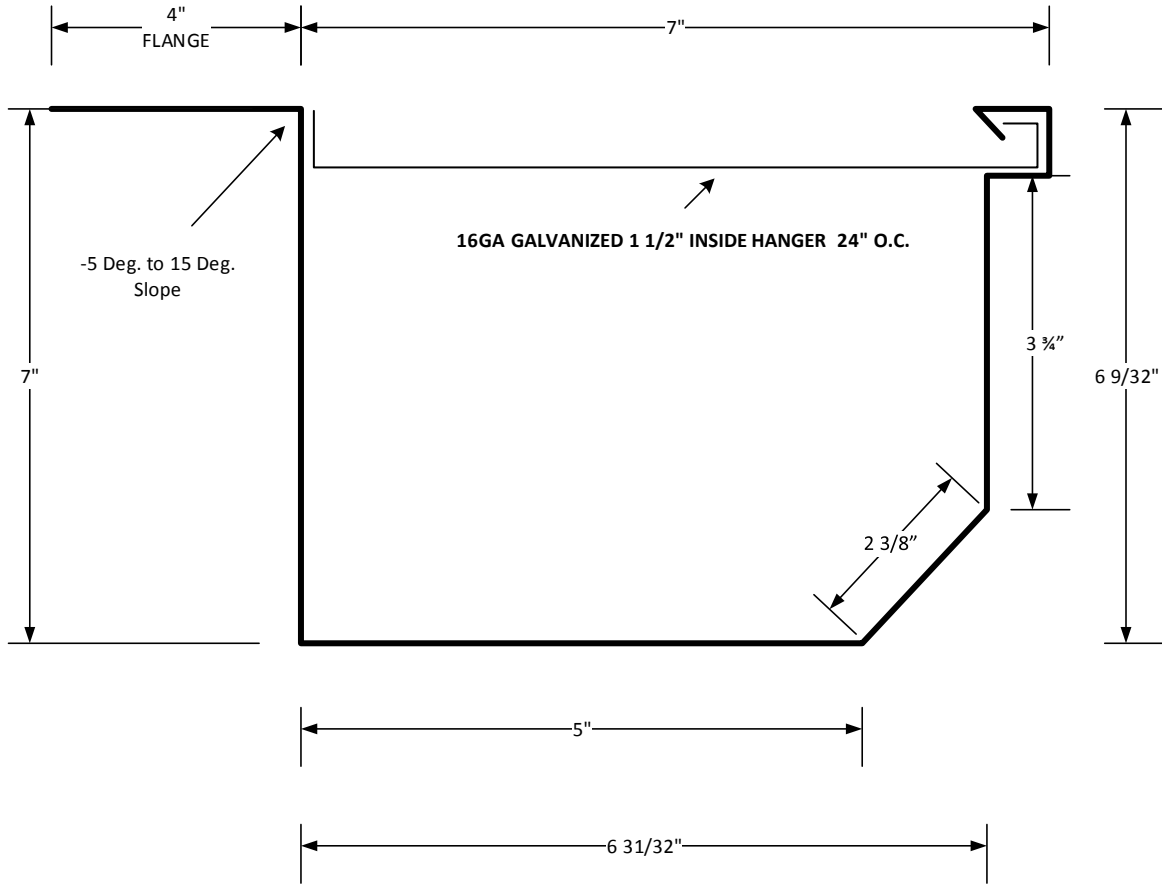 4"
FLANGE
7"
16GA GALVANIZED 1 1/2" INSIDE HANGER 24" O.C.
-5 Deg. to 15 Deg.
Slope
3 ¾”
7"
6 9/32"
2 3/8”
5"
6 31/32"